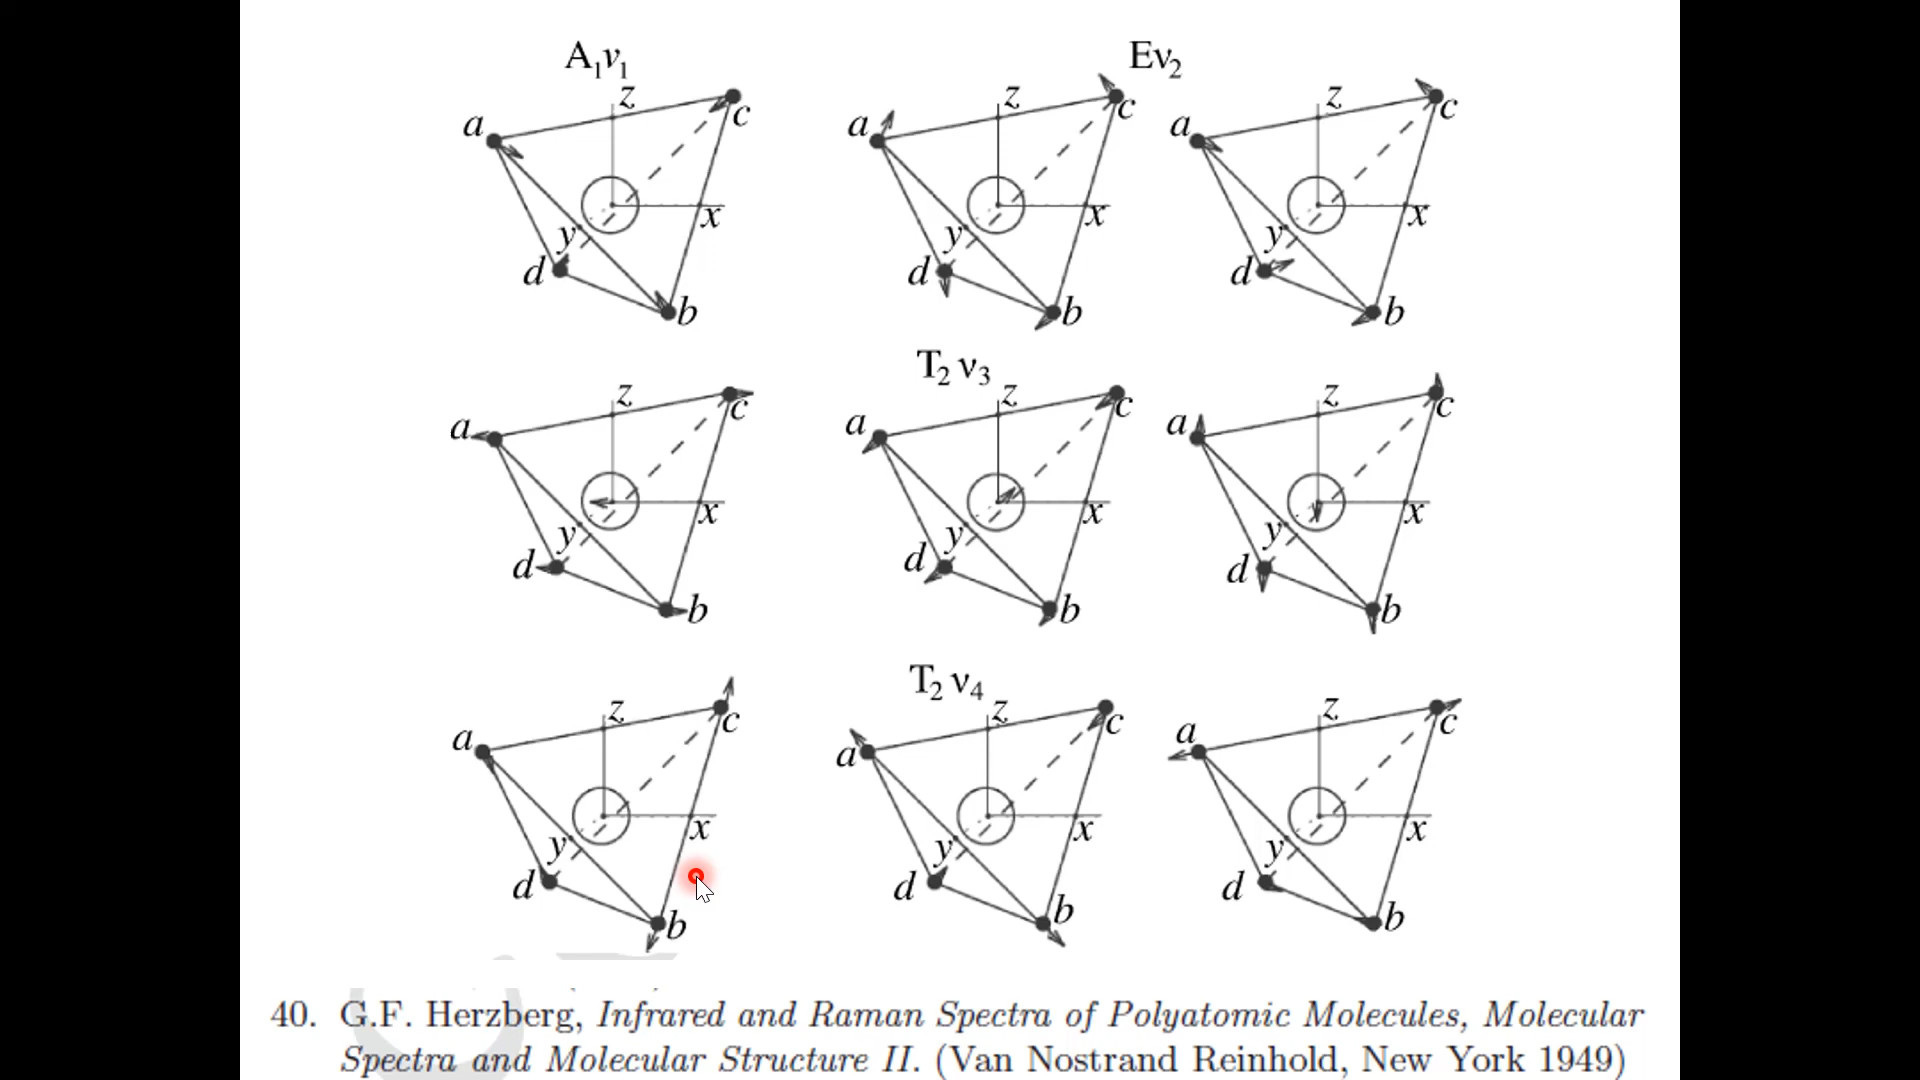 A₁ν₁ Eν₂
a z c x y d b
a z c x y d b
a z c x y d b
T₂ ν₃
a z c x y d b
a z c x y d b
a z c x y d b
T₂ ν₄
a z c x y d b
a z c x y d b
a z c x y d b
40. G.F. Herzberg, Infrared and Raman Spectra of Polyatomic Molecules, Molecular
Spectra and Molecular Structure II. (Van Nostrand Reinhold, New York 1949)